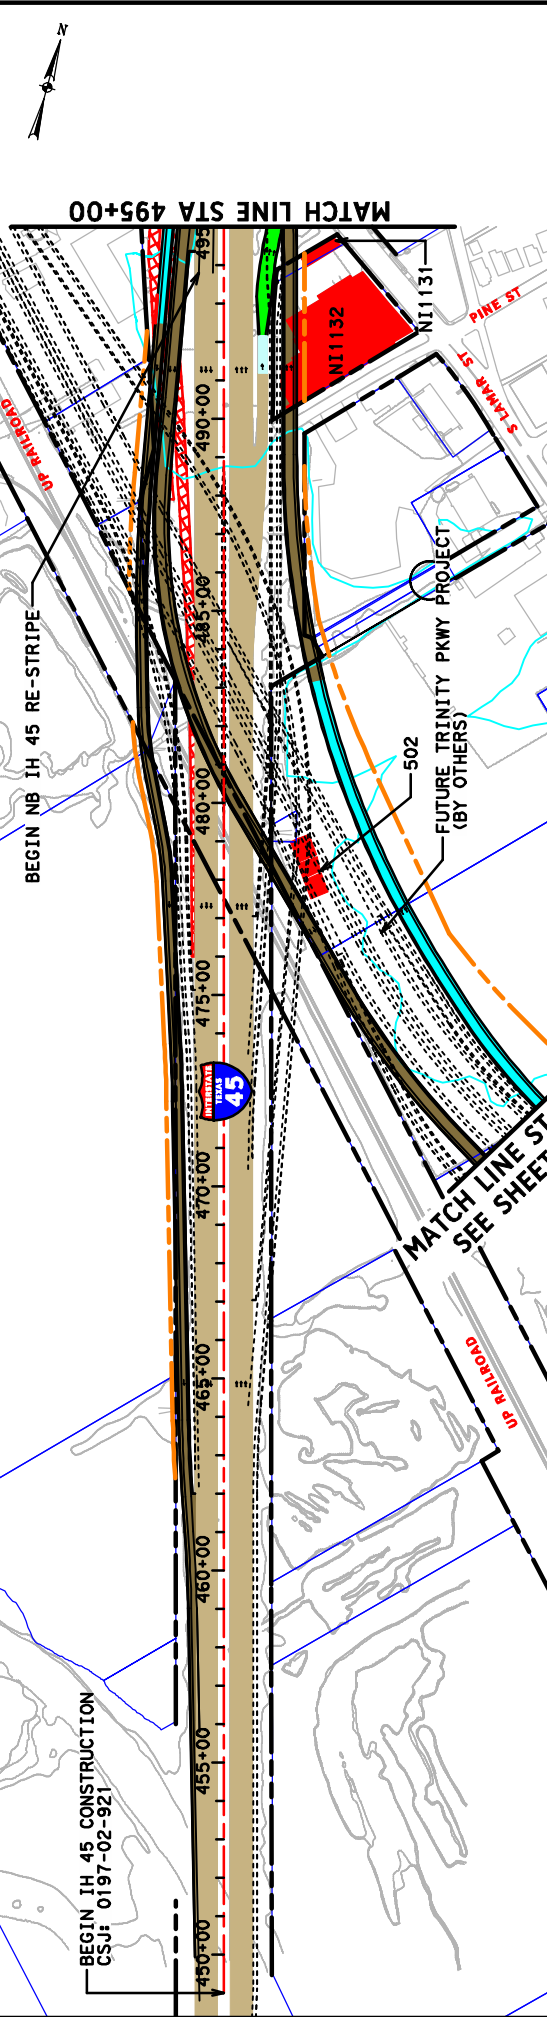 N
MATCH LINE STA 495+00
495
NI1131
NI1132
PINE ST
S LAMAR ST
UP RAILROAD
490+00
485+00
BEGIN NB IH 45 RE-STRIPE
FUTURE TRINITY PKWY PROJECT
(BY OTHERS)
502
480+00
475+00
INTERSTATE
TEXAS
45
470+00
MATCH LINE ST
SEE SHEET
UP RAILROAD
465+00
460+00
455+00
BEGIN IH 45 CONSTRUCTION
CSJ: 0197-02-921
450+00